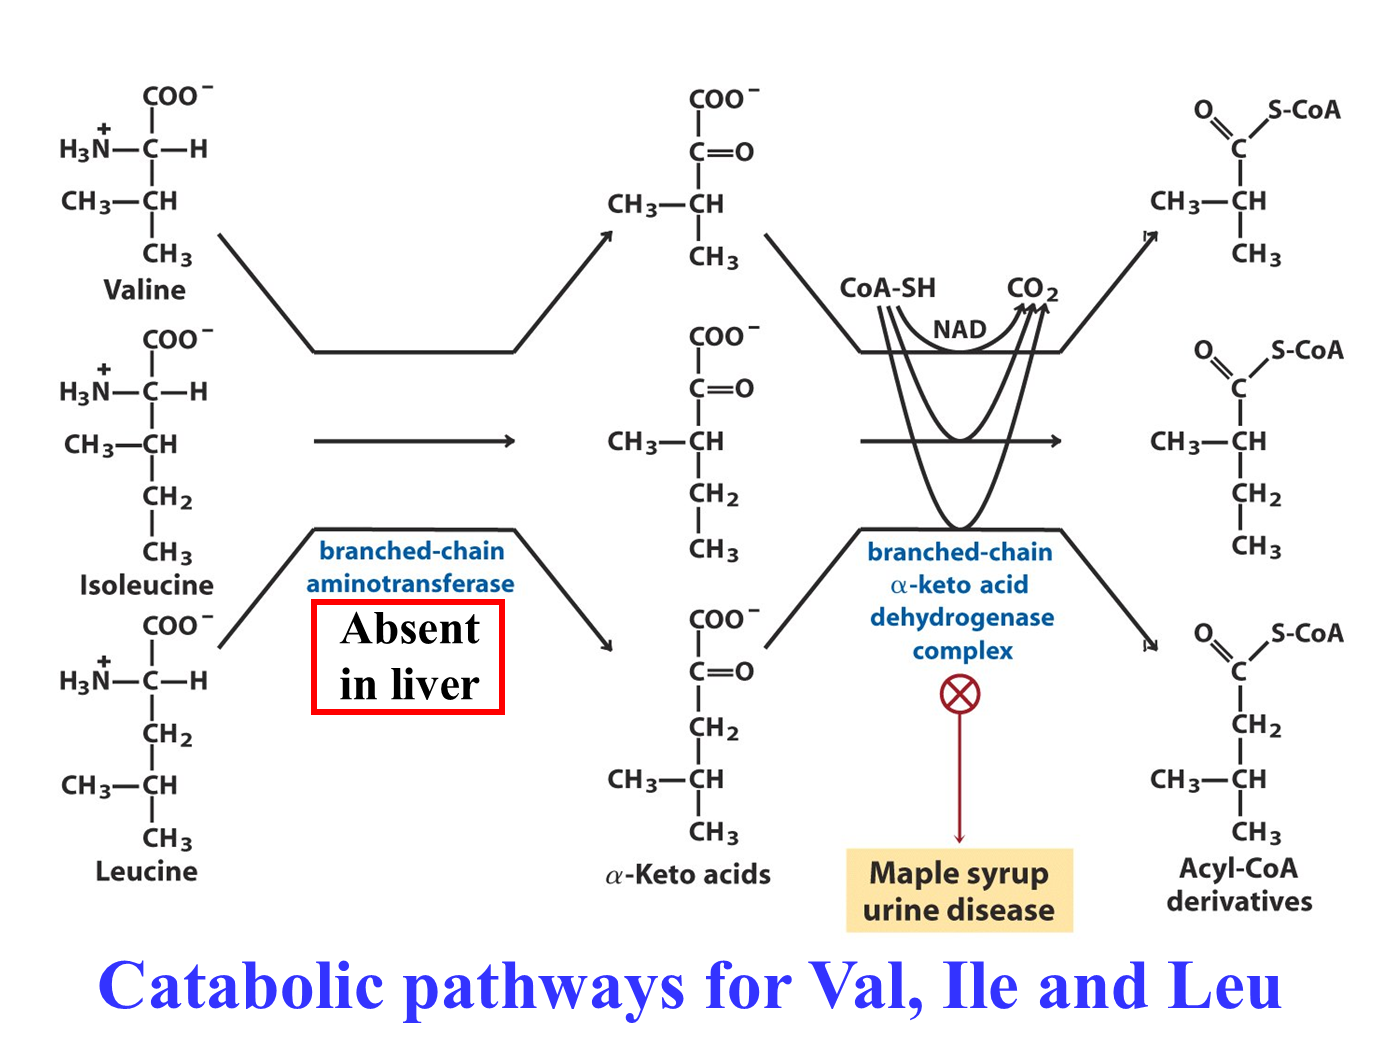 COO⁻
H₃N⁺—C—H
CH₃—CH
CH₃
Valine
COO⁻
H₃N⁺—C—H
CH₃—CH
CH₂
CH₃
Isoleucine
COO⁻
H₃N⁺—C—H
CH₂
CH₃—CH
CH₃
Leucine
branched-chain
aminotransferase
Absent
in liver
COO⁻
C=O
CH₃—CH
CH₃
COO⁻
C=O
CH₃—CH
CH₂
CH₃
COO⁻
C=O
CH₂
CH₃—CH
CH₃
α-Keto acids
CoA-SH
CO₂
NAD
branched-chain
α-keto acid
dehydrogenase
complex
Maple syrup
urine disease
O
S-CoA
C
CH₃—CH
CH₃
O
S-CoA
C
CH₃—CH
CH₂
CH₃
O
S-CoA
C
CH₂
CH₃—CH
CH₃
Acyl-CoA
derivatives
Catabolic pathways for Val, Ile and Leu